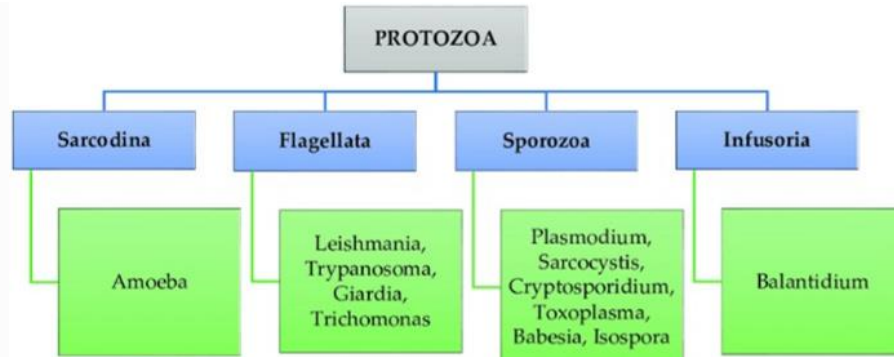 PROTOZOA
Sarcodina
Flagellata
Sporozoa
Infusoria
Amoeba
Leishmania,
Trypanosoma,
Giardia,
Trichomonas
Plasmodium,
Sarcocystis,
Cryptosporidium,
Toxoplasma,
Babesia, Isospora
Balantidium